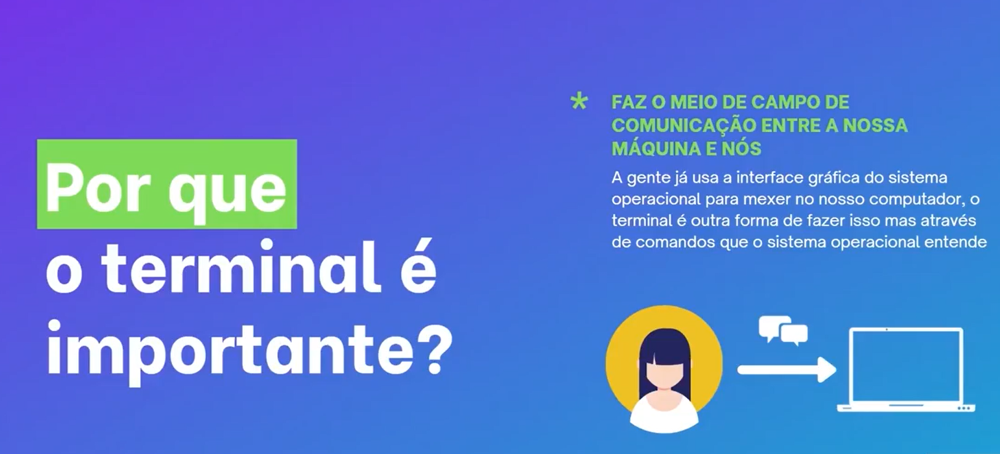 Por que
o terminal é
importante?
* FAZ O MEIO DE CAMPO DE
COMUNICAÇÃO ENTRE A NOSSA
MÁQUINA E NÓS
A gente já usa a interface gráfica do sistema
operacional para mexer no nosso computador, o
terminal é outra forma de fazer isso mas através
de comandos que o sistema operacional entende